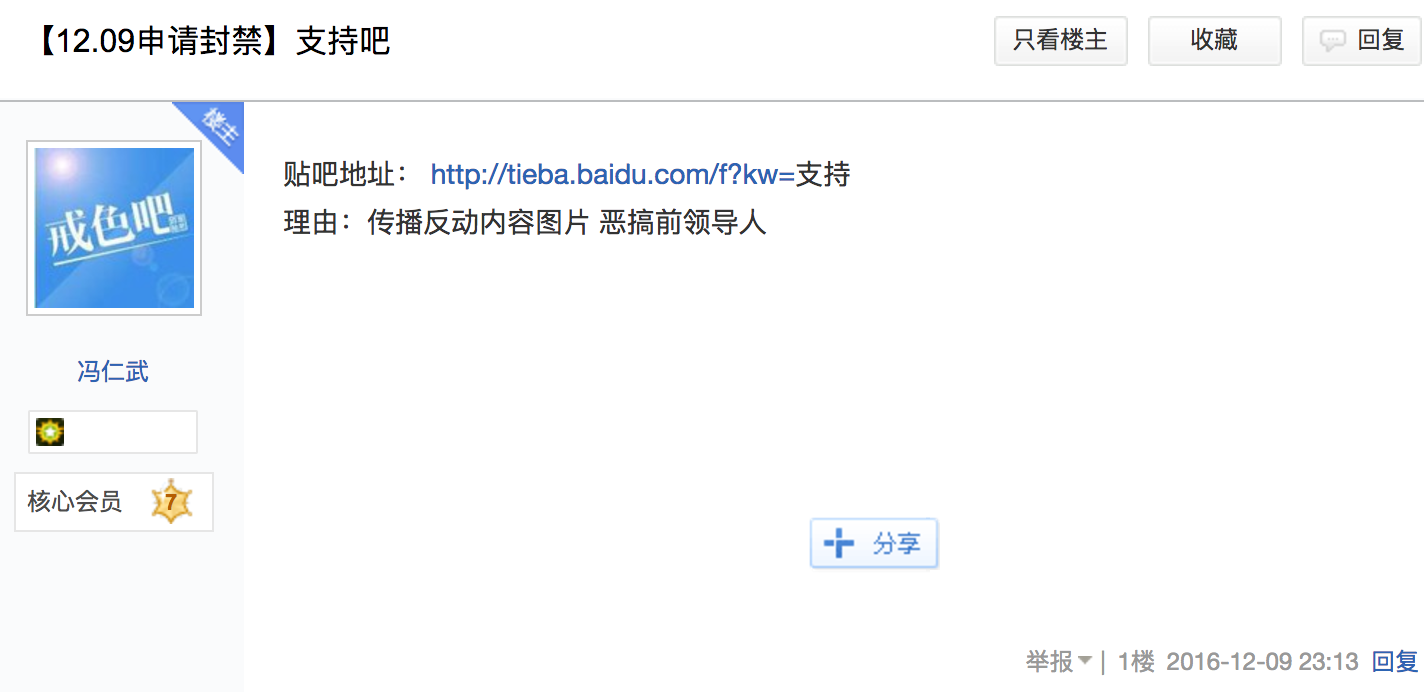 【12.09申请封禁】支持吧
只看楼主
收藏
回复
楼主
戒色吧
贴吧地址： http://tieba.baidu.com/f?kw=支持
理由：传播反动内容图片 恶搞前领导人
冯仁武
核心会员 7
分享
举报 | 1楼 2016-12-09 23:13 回复